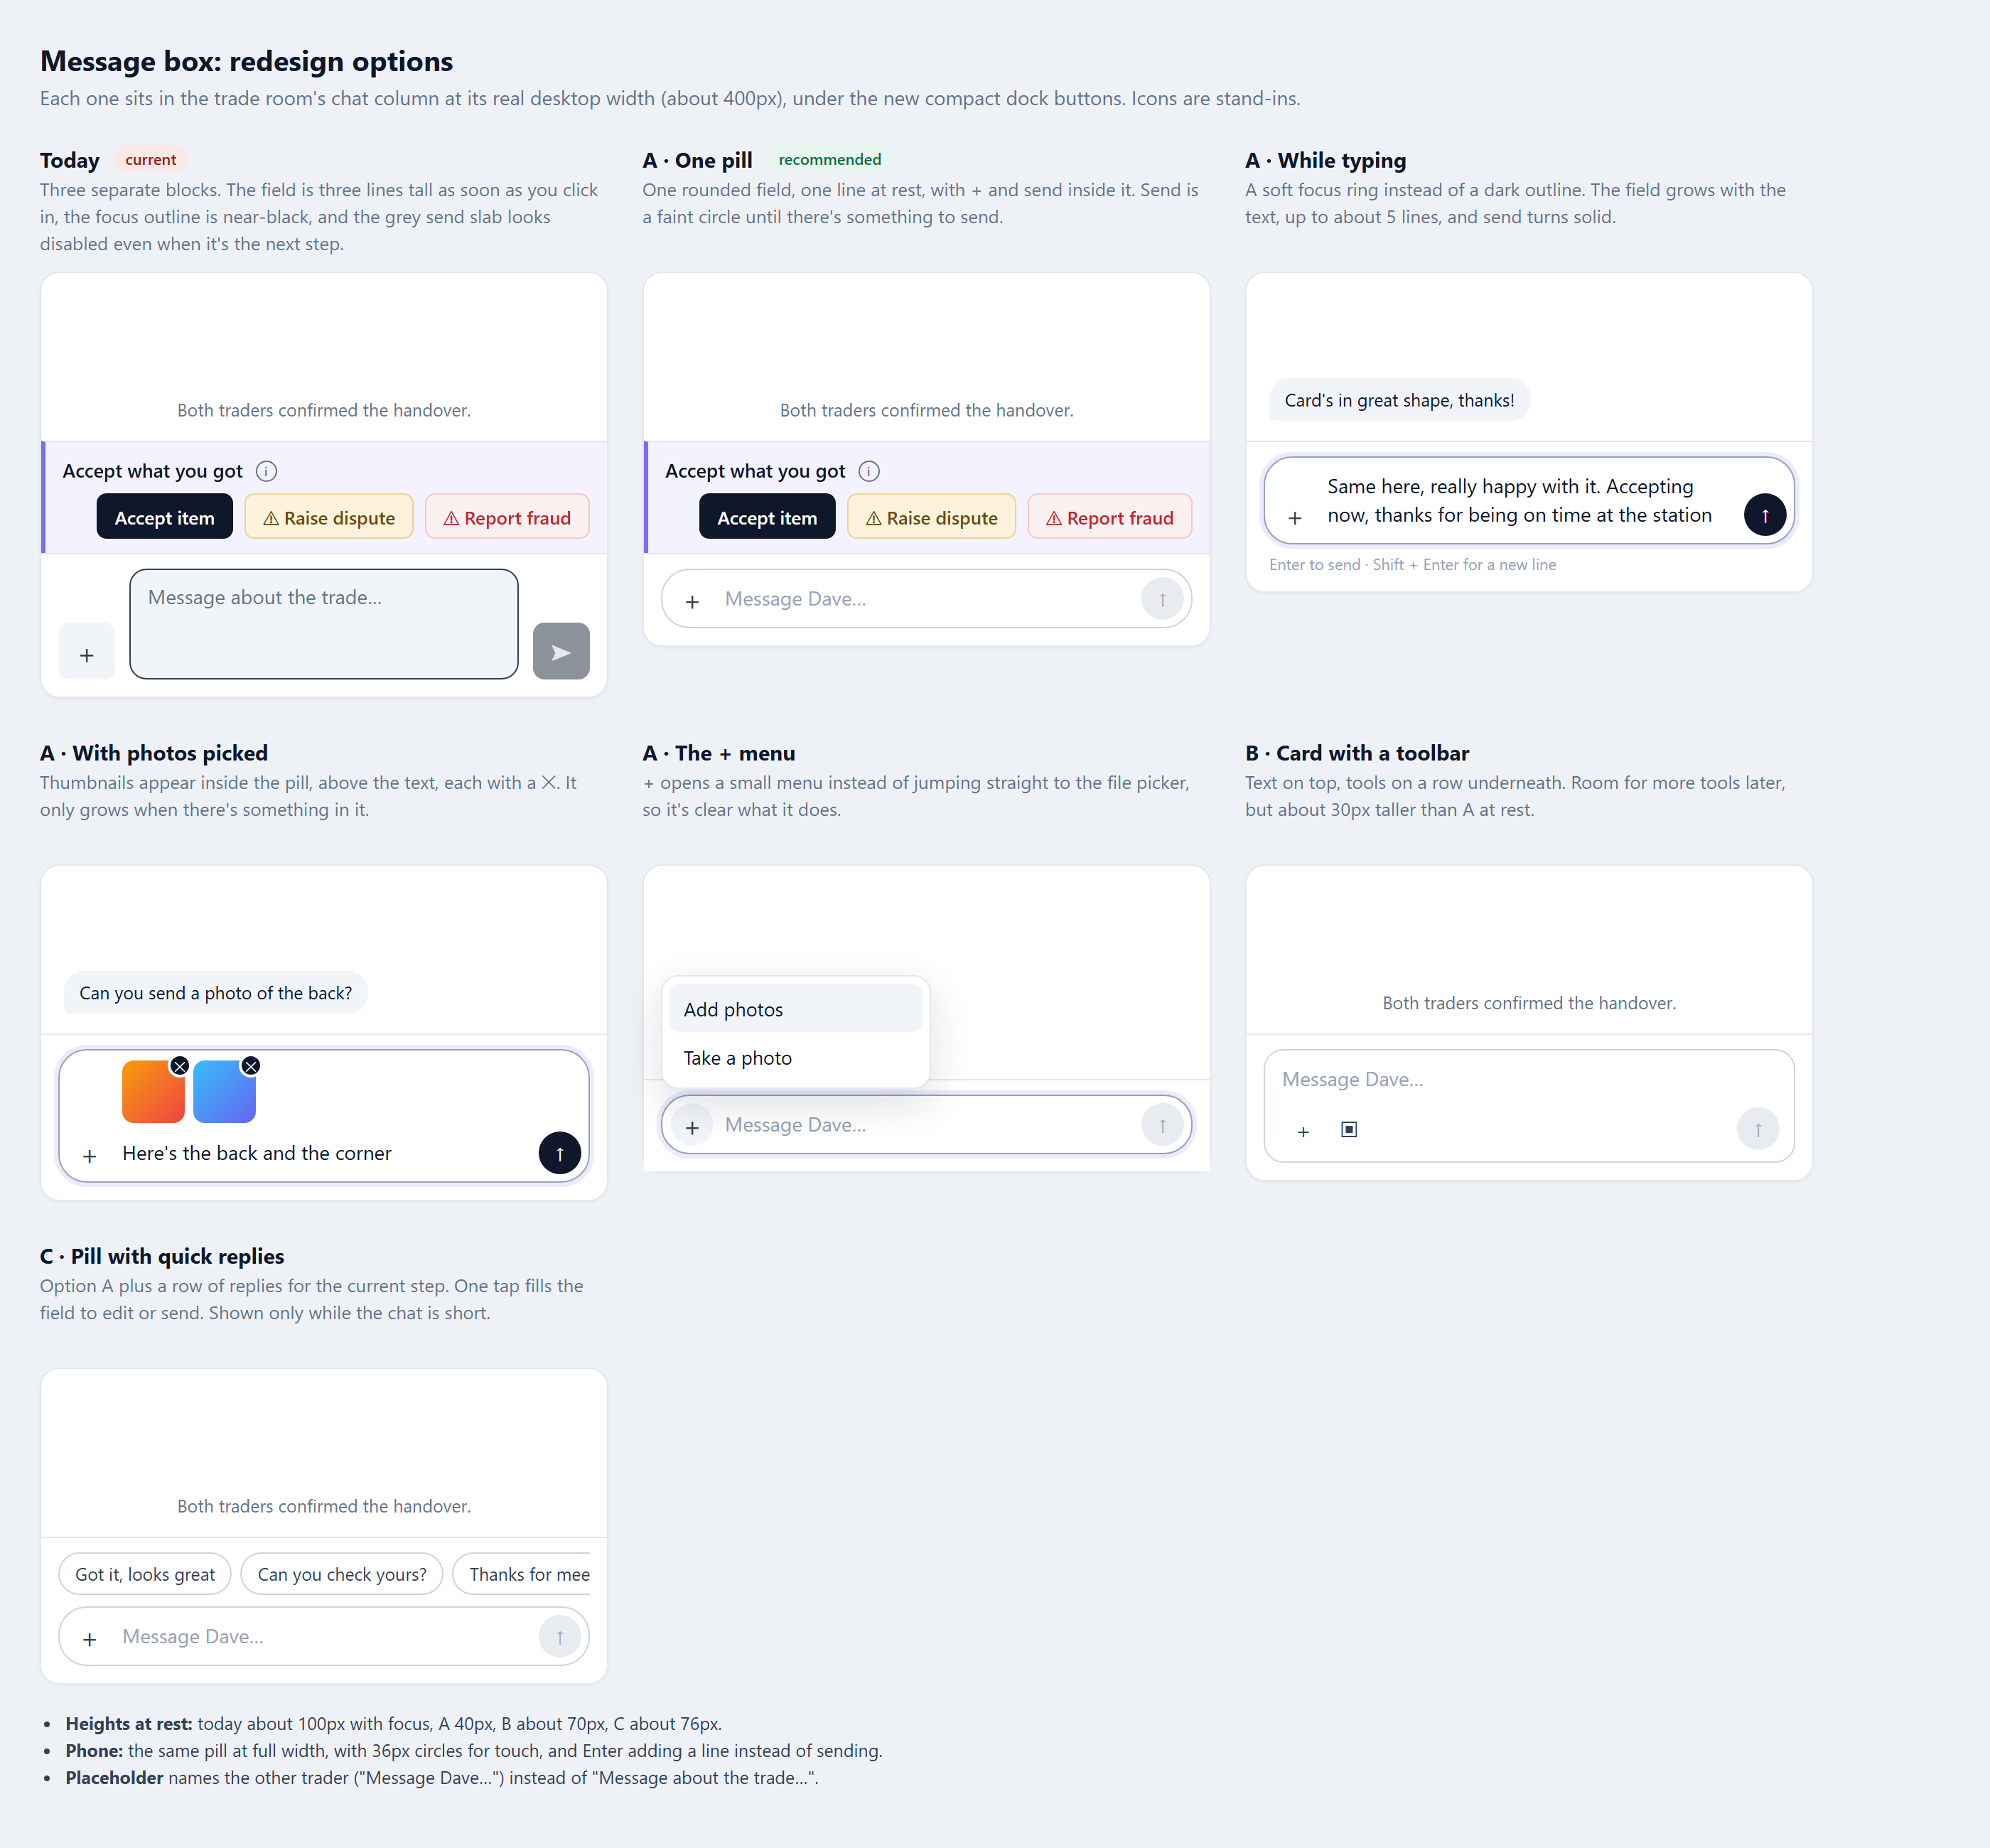 Message box: redesign options
Each one sits in the trade room's chat column at its real desktop width (about 400px), under the new compact dock buttons. Icons are stand-ins.
Today current
Three separate blocks. The field is three lines tall as soon as you click
in, the focus outline is near-black, and the grey send slab looks
disabled even when it's the next step.
Both traders confirmed the handover.
Accept what you got i
Accept item ⚠ Raise dispute ⚠ Report fraud
Message about the trade...
+ ➤
A · One pill recommended
One rounded field, one line at rest, with + and send inside it. Send is
a faint circle until there's something to send.
Both traders confirmed the handover.
Accept what you got i
Accept item ⚠ Raise dispute ⚠ Report fraud
+ Message Dave... ↑
A · While typing
A soft focus ring instead of a dark outline. The field grows with the
text, up to about 5 lines, and send turns solid.
Card's in great shape, thanks!
Same here, really happy with it. Accepting
+ now, thanks for being on time at the station ↑
Enter to send · Shift + Enter for a new line
A · With photos picked
Thumbnails appear inside the pill, above the text, each with a ✕. It
only grows when there's something in it.
Can you send a photo of the back?
✕ ✕
+ Here's the back and the corner ↑
A · The + menu
+ opens a small menu instead of jumping straight to the file picker,
so it's clear what it does.
Add photos
Take a photo
+ Message Dave... ↑
B · Card with a toolbar
Text on top, tools on a row underneath. Room for more tools later,
but about 30px taller than A at rest.
Both traders confirmed the handover.
Message Dave...
+ ▣ ↑
C · Pill with quick replies
Option A plus a row of replies for the current step. One tap fills the
field to edit or send. Shown only while the chat is short.
Both traders confirmed the handover.
Got it, looks great Can you check yours? Thanks for mee
+ Message Dave... ↑
• Heights at rest: today about 100px with focus, A 40px, B about 70px, C about 76px.
• Phone: the same pill at full width, with 36px circles for touch, and Enter adding a line instead of sending.
• Placeholder names the other trader ("Message Dave...") instead of "Message about the trade...".